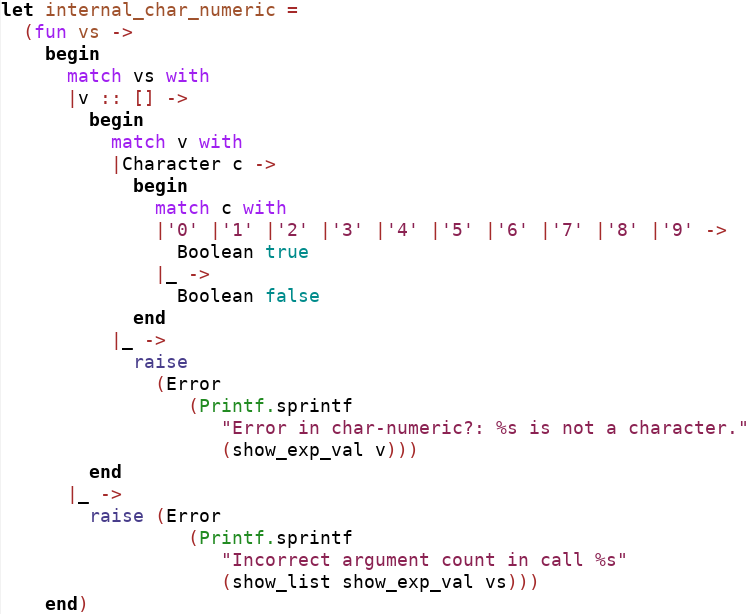 let internal_char_numeric =
  (fun vs ->
    begin
      match vs with
      |v :: [] ->
        begin
          match v with
          |Character c ->
            begin
              match c with
              |'0' |'1' |'2' |'3' |'4' |'5' |'6' |'7' |'8' |'9' ->
                Boolean true
              |_ ->
                Boolean false
            end
          |_ ->
            raise
              (Error
                 (Printf.sprintf
                    "Error in char-numeric?: %s is not a character."
                    (show_exp_val v)))
        end
      |_ ->
        raise (Error
                 (Printf.sprintf
                    "Incorrect argument count in call %s"
                    (show_list show_exp_val vs)))
    end)